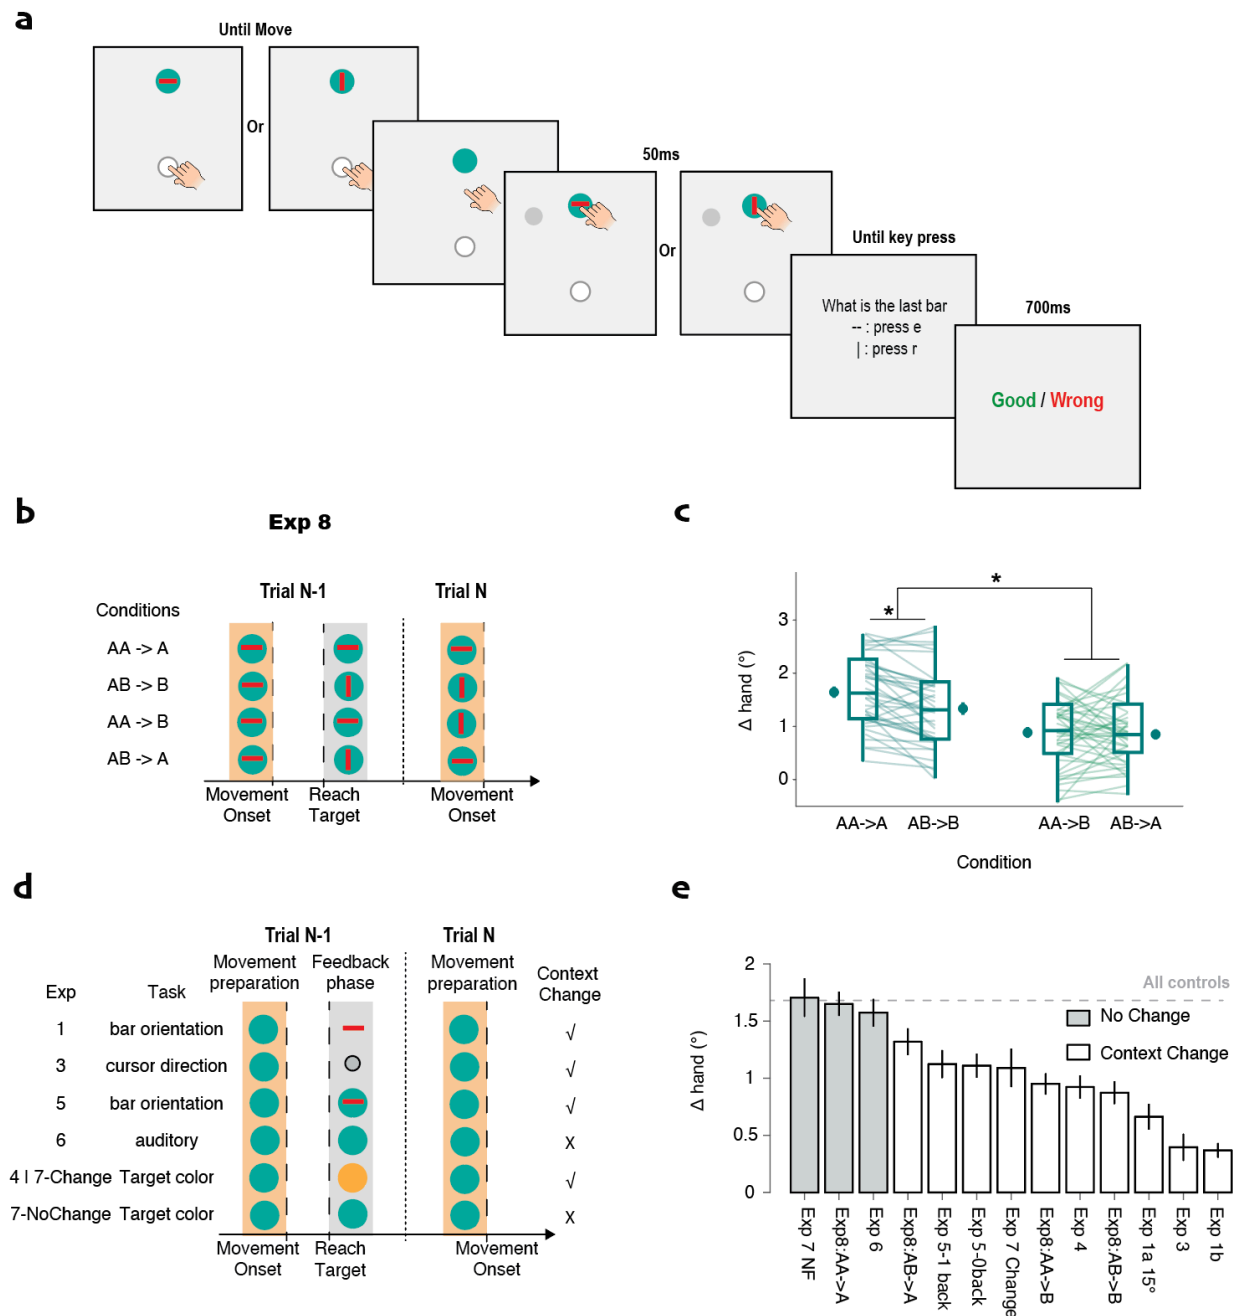 a
Until Move
Or
50ms
Or
Until key press
What is the last bar
-- : press e
| : press r
700ms
Good / Wrong
b
Exp 8
Trial N-1
Trial N
Conditions
AA -> A
AB -> B
AA -> B
AB -> A
Movement Onset
Reach Target
Movement Onset
c
*
*
3
2
1
0
Δ hand (°)
AA->A
AB->B
AA->B
AB->A
Condition
d
Trial N-1
Trial N
Exp
Task
Movement preparation
Feedback phase
Movement preparation
Context Change
1
bar orientation
√
3
cursor direction
√
5
bar orientation
√
6
auditory
x
4 I 7-Change
Target color
√
7-NoChange
Target color
x
Movement Onset
Reach Target
Movement Onset
e
2
1.5
1
0.5
0
Δ hand (°)
All controls
No Change
Context Change
Exp 7 NF
Exp8:AA->A
Exp 6
Exp8:AB->A
Exp 5-1 back
Exp 5-0back
Exp 7 Change
Exp8:AA->B
Exp 4
Exp8:AB->B
Exp 1a 15°
Exp 3
Exp 1b